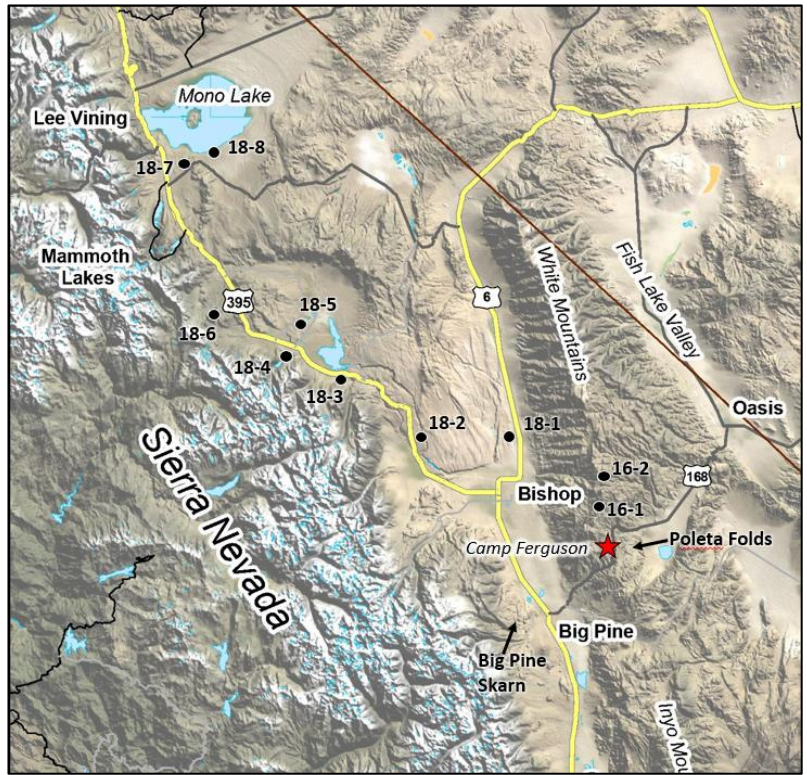 Mono Lake
Lee Vining
18-8
18-7
Mammoth
Lakes
395
6
White Mountains
Fish Lake Valley
18-5
18-6
18-4
18-3
Oasis
18-2
18-1
Sierra Nevada
16-2
168
Bishop
16-1
Camp Ferguson
Poleta Folds
Big Pine
Big Pine
Skarn
Inyo Mou